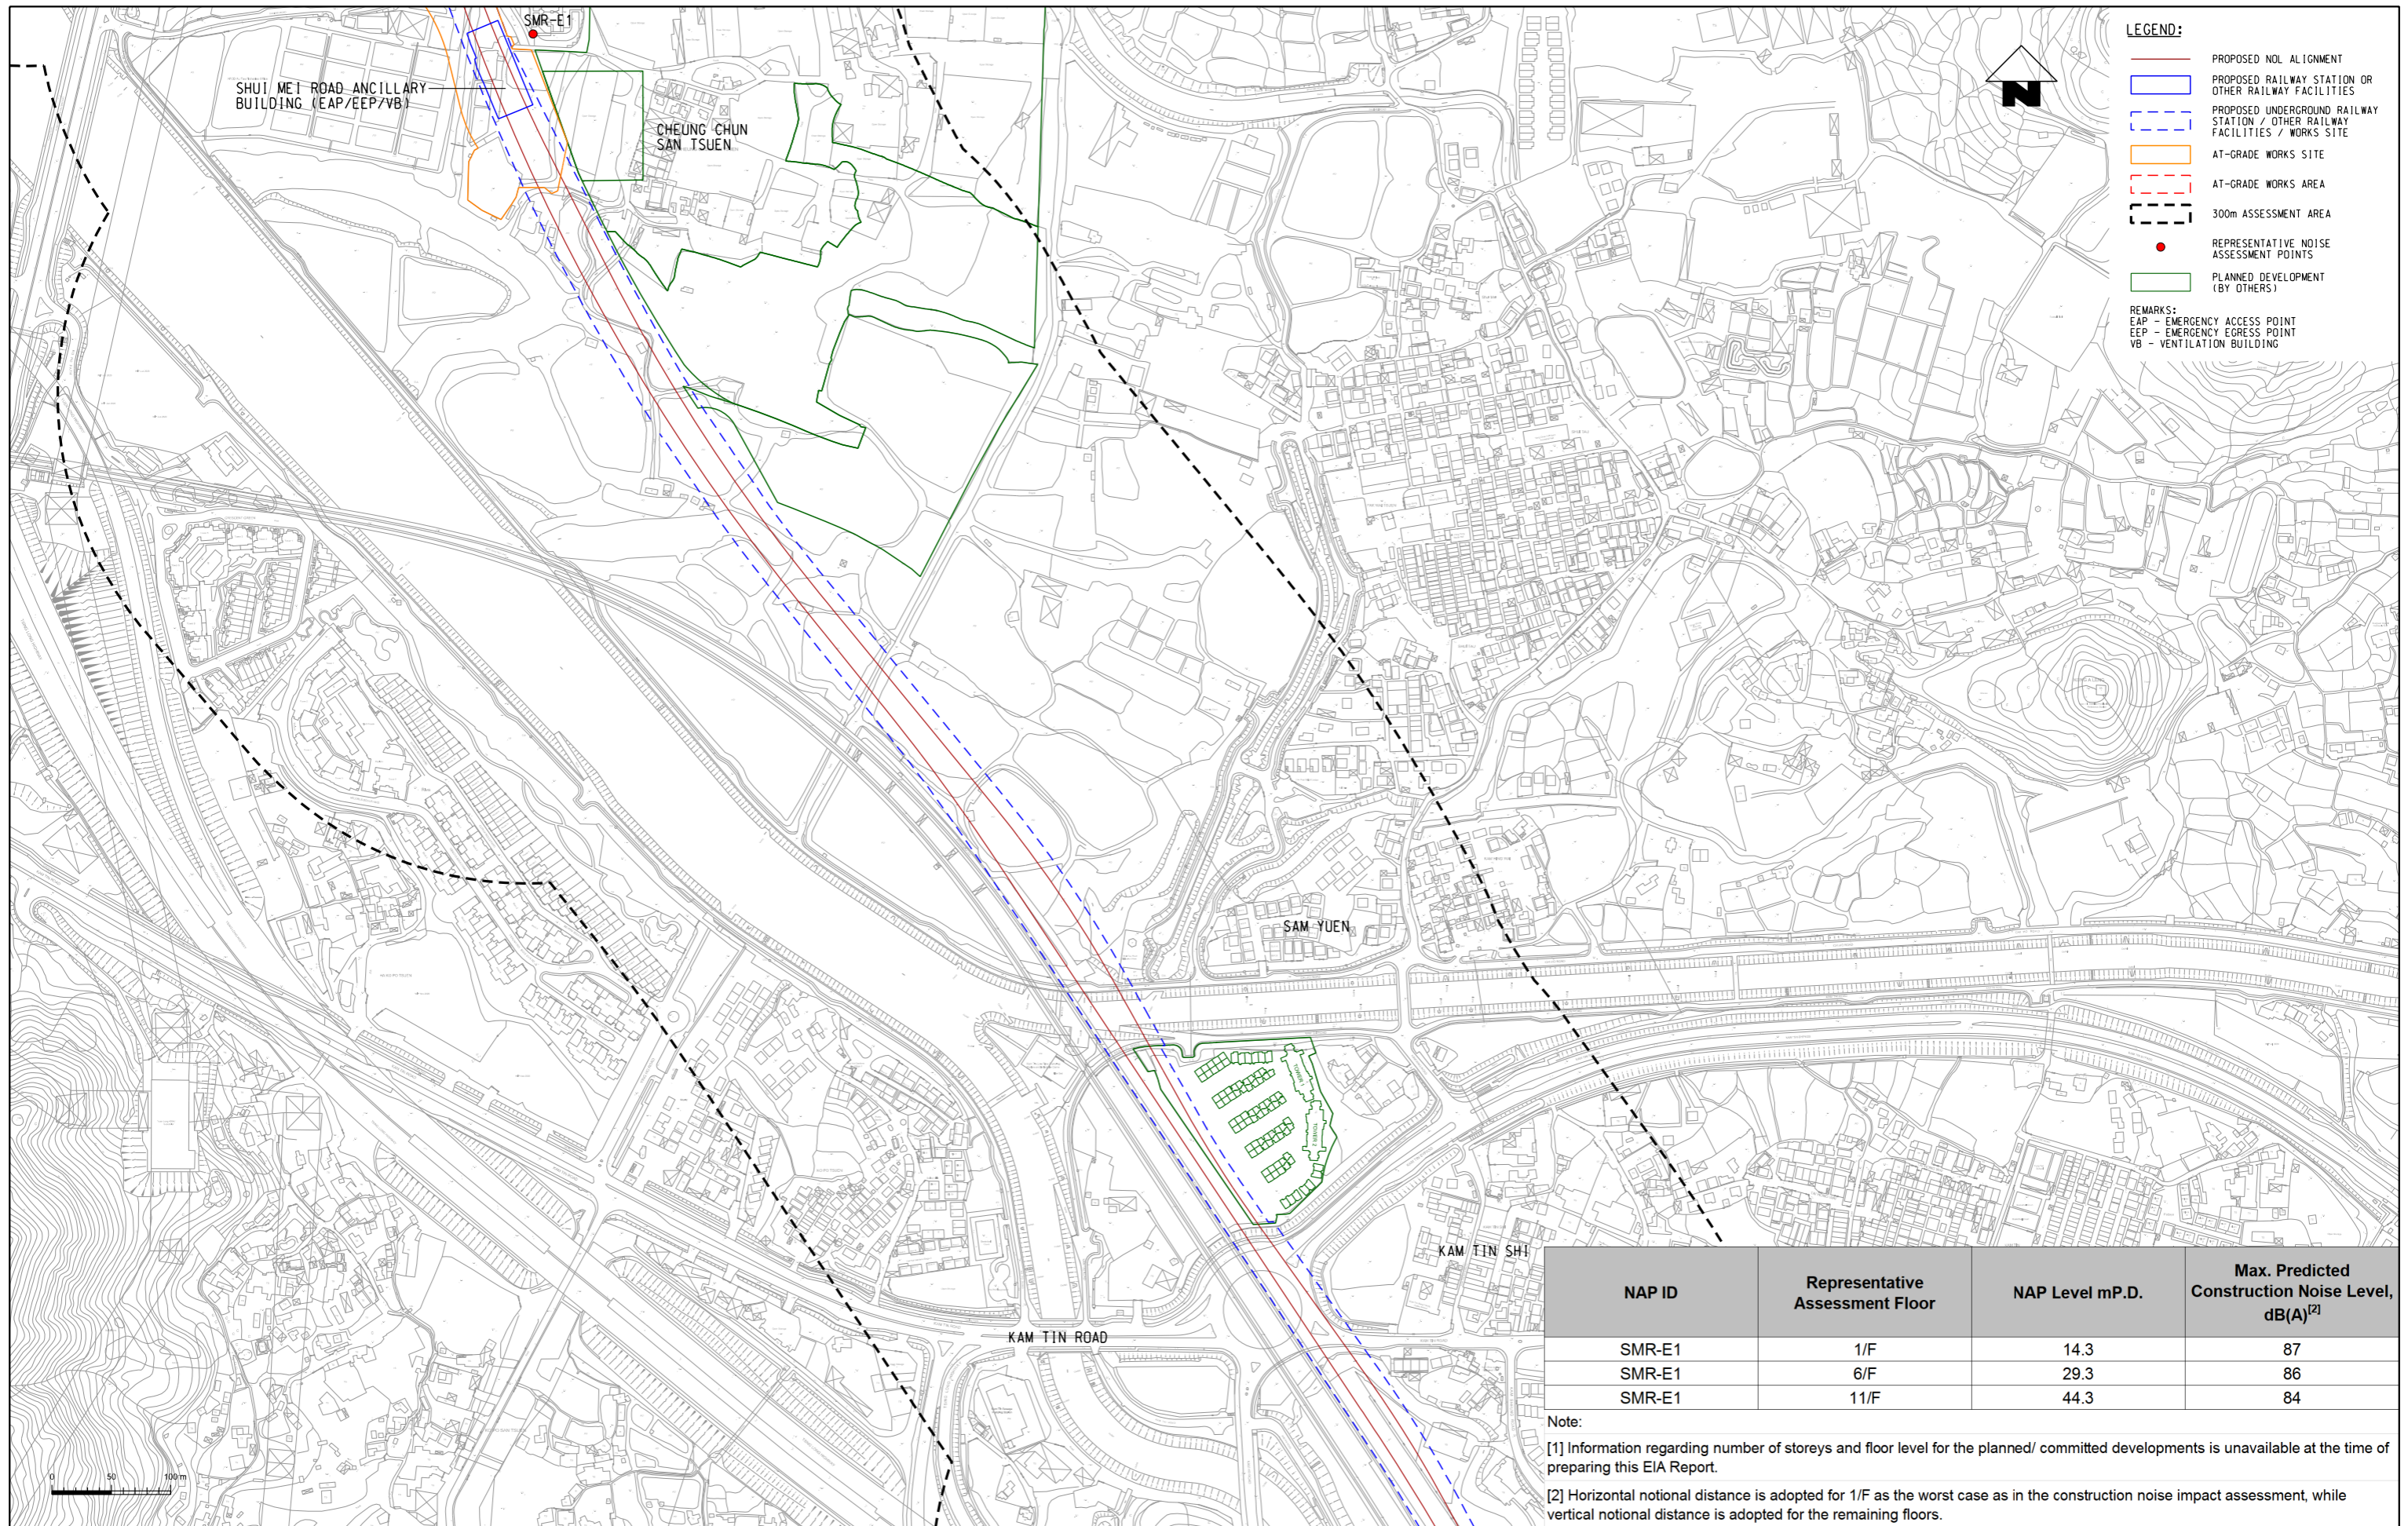 SMR-E1
SHUI MEI ROAD ANCILLARY
BUILDING (EAP/EEP/VB)
CHEUNG CHUN
SAN TSUEN
N
LEGEND:
PROPOSED NOL ALIGNMENT
PROPOSED RAILWAY STATION OR
OTHER RAILWAY FACILITIES
PROPOSED UNDERGROUND RAILWAY
STATION / OTHER RAILWAY
FACILITIES / WORKS SITE
AT-GRADE WORKS SITE
AT-GRADE WORKS AREA
300m ASSESSMENT AREA
REPRESENTATIVE NOISE
ASSESSMENT POINTS
PLANNED DEVELOPMENT
(BY OTHERS)
REMARKS:
EAP - EMERGENCY ACCESS POINT
EEP - EMERGENCY EGRESS POINT
VB - VENTILATION BUILDING
SAM YUEN
TOWER 1
TOWER 2
KAM TIN SHI
KAM TIN ROAD
0 50 100 m
NAP ID Representative Assessment Floor NAP Level mP.D. Max. Predicted Construction Noise Level, dB(A)[2]
SMR-E1 1/F 14.3 87
SMR-E1 6/F 29.3 86
SMR-E1 11/F 44.3 84
Note:
[1] Information regarding number of storeys and floor level for the planned/ committed developments is unavailable at the time of
preparing this EIA Report.
[2] Horizontal notional distance is adopted for 1/F as the worst case as in the construction noise impact assessment, while
vertical notional distance is adopted for the remaining floors.